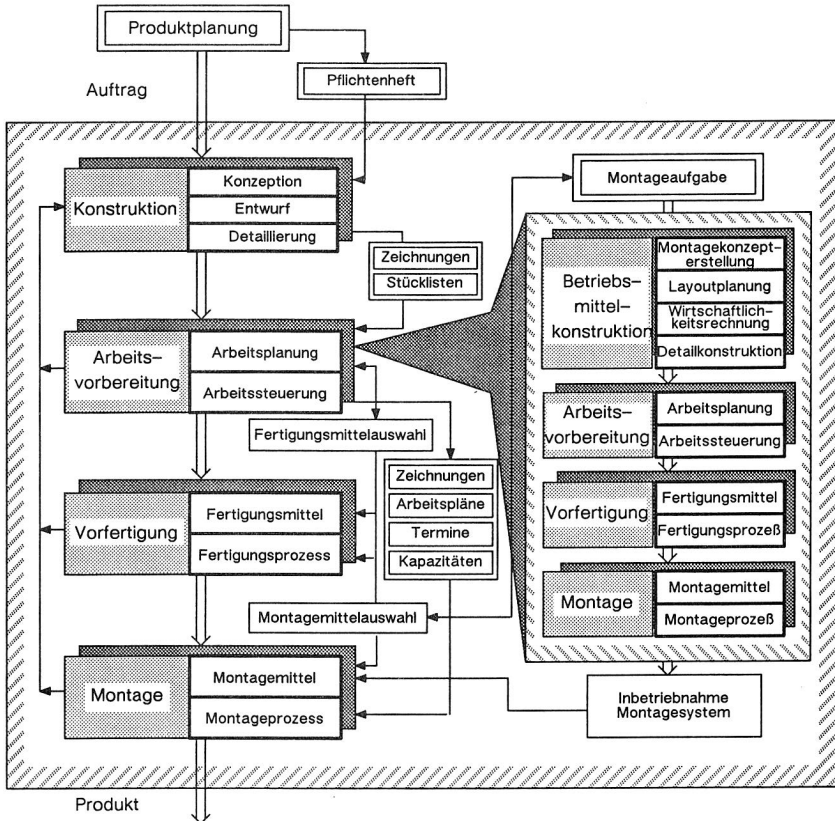 Produktplanung
Pflichtenheft
Auftrag
Konstruktion
Konzeption
Entwurf
Detaillierung
Zeichnungen
Stücklisten
Arbeits-
vorbereitung
Arbeitsplanung
Arbeitssteuerung
Fertigungsmittelauswahl
Zeichnungen
Arbeitspläne
Termine
Kapazitäten
Vorfertigung
Fertigungsmittel
Fertigungsprozess
Montagemittelauswahl
Montage
Montagemittel
Montageprozess
Produkt
Montageaufgabe
Betriebs-
mittel-
konstruktion
Montagekonzept-
erstellung
Layoutplanung
Wirtschaftlich-
keitsrechnung
Detailkonstruktion
Arbeits-
vorbereitung
Arbeitsplanung
Arbeitssteuerung
Vorfertigung
Fertigungsmittel
Fertigungsprozeß
Montage
Montagemittel
Montageprozeß
Inbetriebnahme
Montagesystem